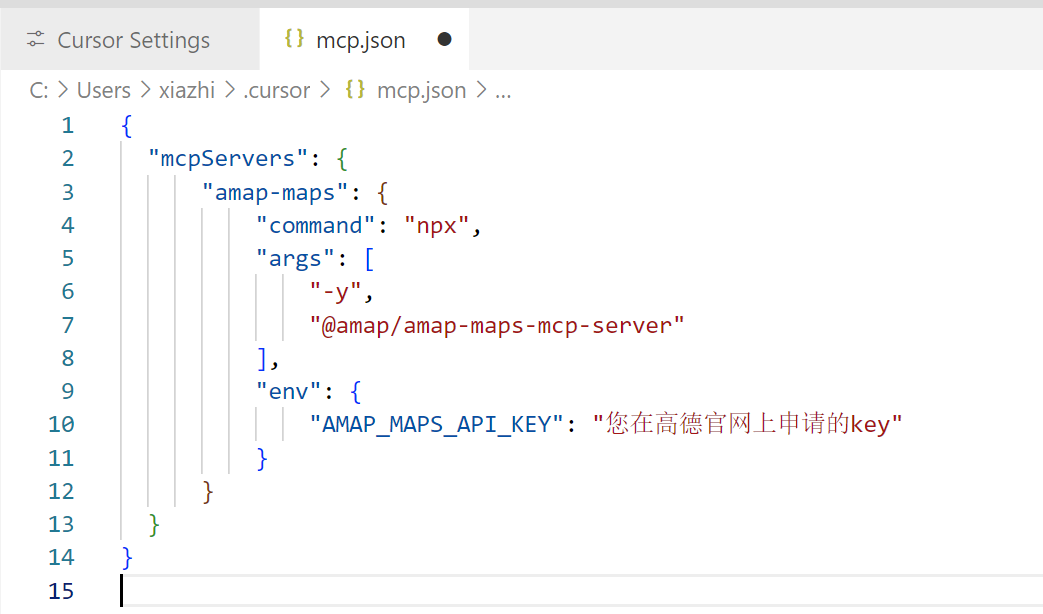 Cursor Settings mcp.json
C: > Users > xiazhi > .cursor > {} mcp.json > ...
1 {
2 "mcpServers": {
3 "amap-maps": {
4 "command": "npx",
5 "args": [
6 "-y",
7 "@amap/amap-maps-mcp-server"
8 ],
9 "env": {
10 "AMAP_MAPS_API_KEY": "您在高德官网上申请的key"
11 }
12 }
13 }
14 }
15